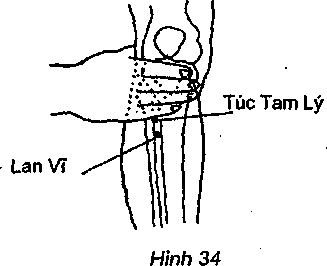 Túc Tam Lý
Lan Vĩ
Hình 34